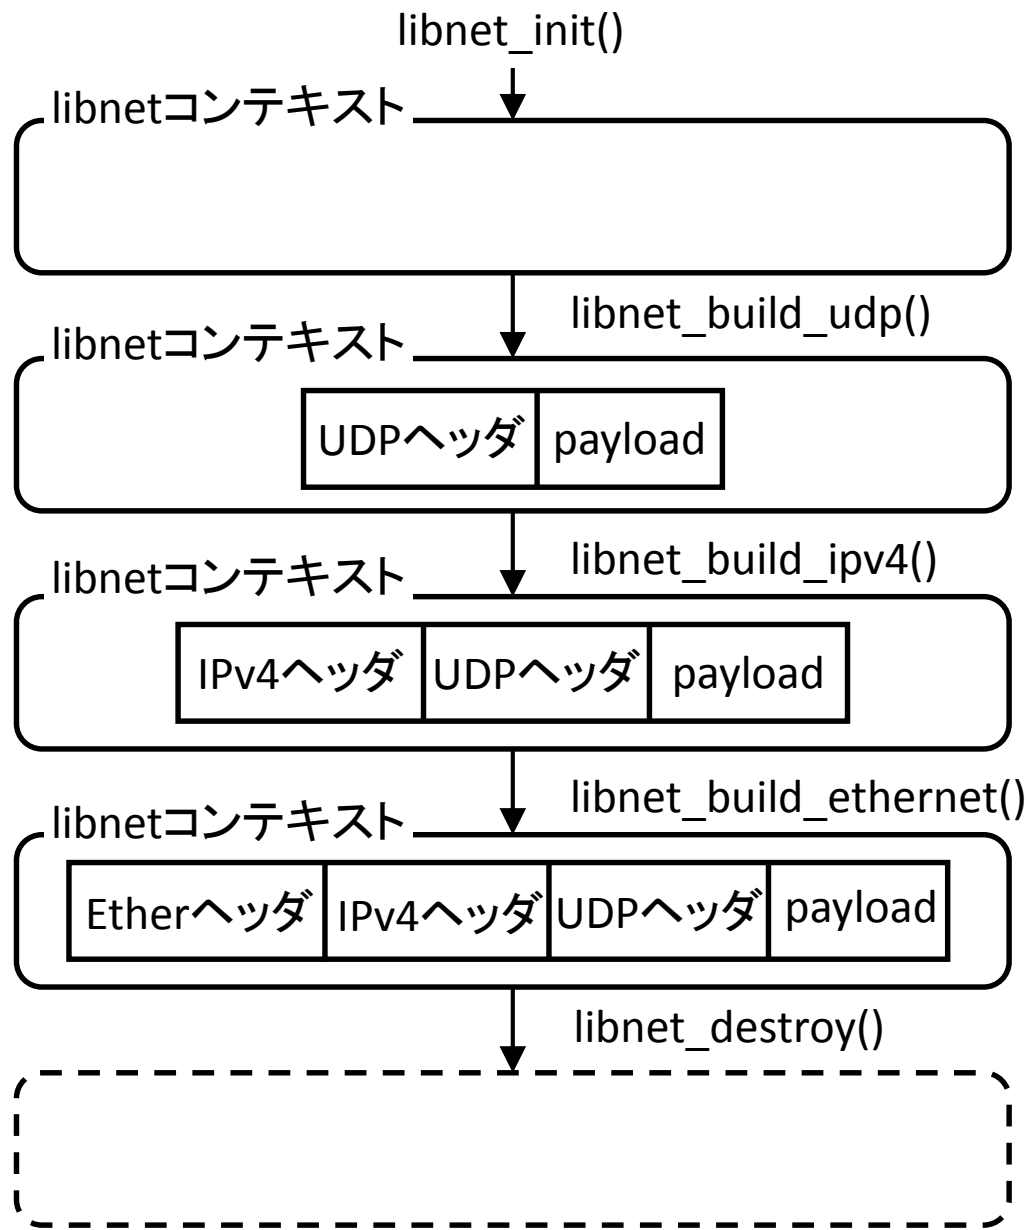 libnet_init()
libnetコンテキスト
libnet_build_udp()
libnetコンテキスト
UDPヘッダ payload
libnet_build_ipv4()
libnetコンテキスト
IPv4ヘッダ UDPヘッダ payload
libnet_build_ethernet()
libnetコンテキスト
Etherヘッダ IPv4ヘッダ UDPヘッダ payload
libnet_destroy()